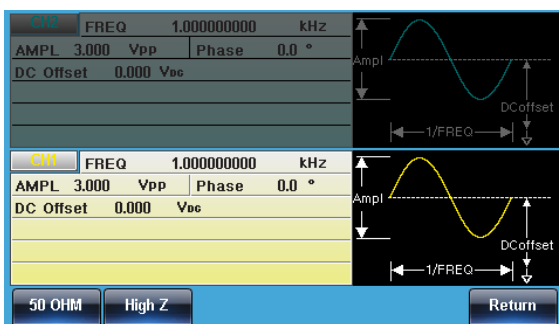 CH2 FREQ 1.000000000 kHz
AMPL 3.000 Vpp Phase 0.0 °
DC Offset 0.000 VDC
Ampl
DCoffset
1/FREQ
CH1 FREQ 1.000000000 kHz
AMPL 3.000 Vpp Phase 0.0 °
DC Offset 0.000 VDC
Ampl
DCoffset
1/FREQ
50 OHM High Z Return